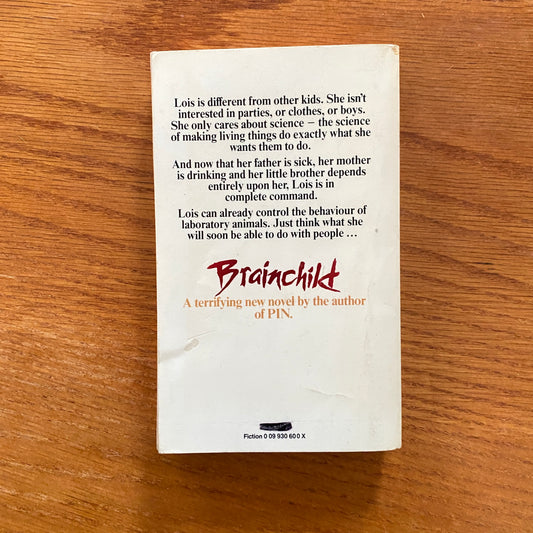 Lois is different from other kids. She isn't
interested in parties, or clothes, or boys.
She only cares about science – the science
of making living things do exactly what she
wants them to do.
And now that her father is sick, her mother
is drinking and her little brother depends
entirely upon her, Lois is in
complete command.
Lois can already control the behaviour of
laboratory animals. Just think what she
will soon be able to do with people ...
Brainchild
A terrifying new novel by the author
of PIN.
Fiction 0 09 930 600 X